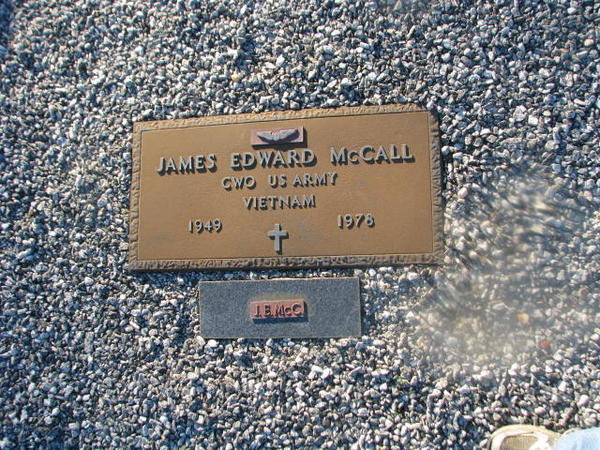 JAMES EDWARD McCALL
CWO US ARMY
VIETNAM
1949 1978
J.E.McC.